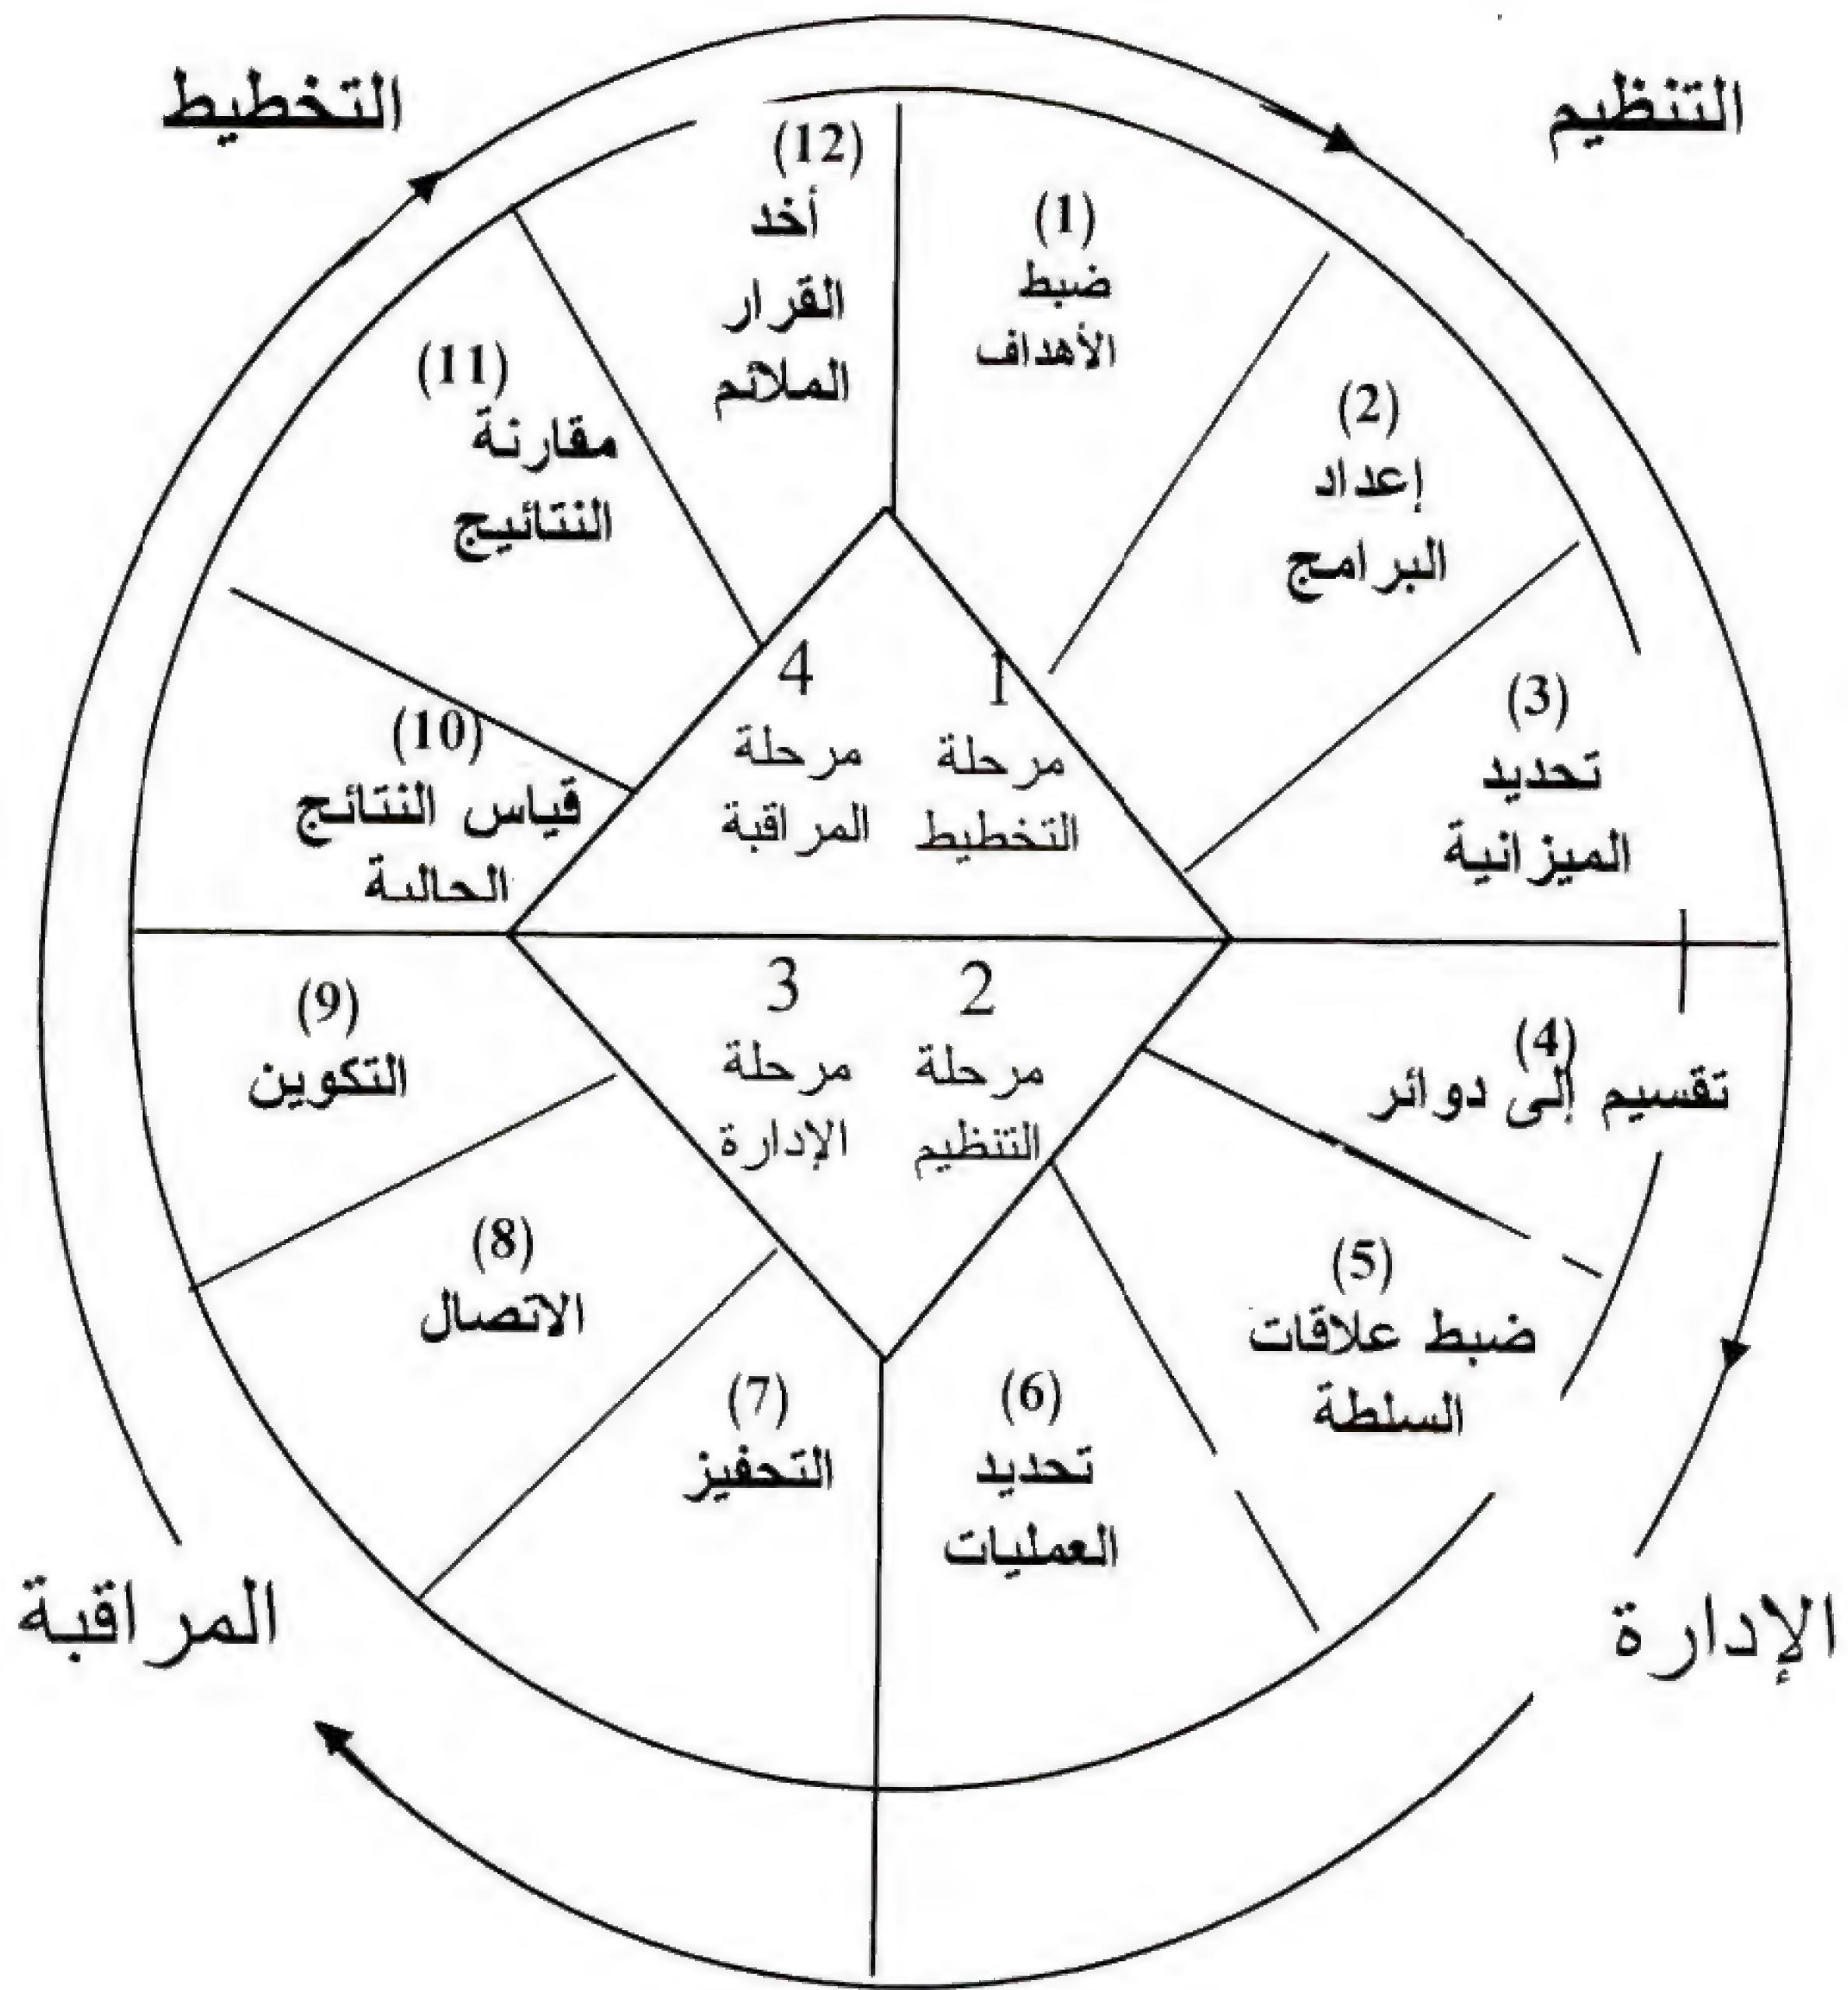 التخطيط
التنظيم
(12)
أخد
القرار
الملائم
(1)
ضبط
الأهداف
(2)
إعداد
البرامج
(3)
تحديد
الميزانية
(11)
مقارنة
النتائيج
(10)
قياس النتائج
الحالية
4
مرحلة
المراقبة
1
مرحلة
التخطيط
3
مرحلة
الإدارة
2
مرحلة
التنظيم
(4)
تقسيم إلى دوائر
(5)
ضبط علاقات
السلطة
(6)
تحديد
العمليات
(7)
التحفيز
(8)
الاتصال
(9)
التكوين
المراقبة
الإدارة